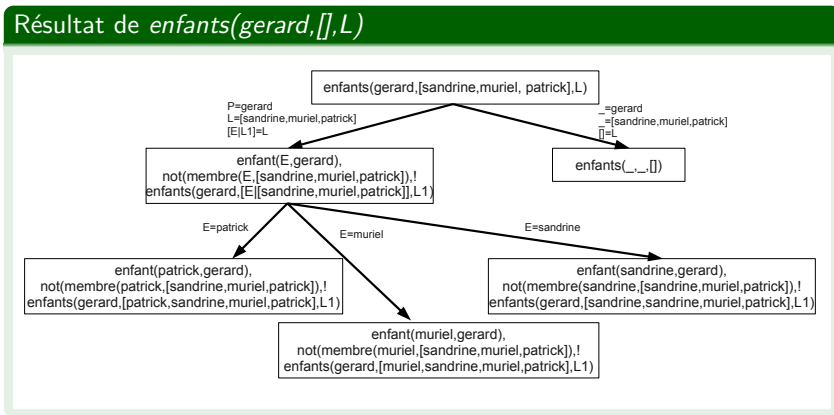 Résultat de enfants(gerard,[],L)
enfants(gerard,[sandrine,muriel, patrick],L)
P=gerard
L=[sandrine,muriel,patrick]
[E|L1]=L
_=gerard
_=[sandrine,muriel,patrick]
[]=L
enfant(E,gerard),
not(membre(E,[sandrine,muriel,patrick]),!
enfants(gerard,[E|[sandrine,muriel,patrick]],L1)
enfants(_,_,[])
E=patrick
E=muriel
E=sandrine
enfant(patrick,gerard),
not(membre(patrick,[sandrine,muriel,patrick]),!
enfants(gerard,[patrick,sandrine,muriel,patrick],L1)
enfant(sandrine,gerard),
not(membre(sandrine,[sandrine,muriel,patrick]),!
enfants(gerard,[sandrine,sandrine,muriel,patrick],L1)
enfant(muriel,gerard),
not(membre(muriel,[sandrine,muriel,patrick]),!
enfants(gerard,[muriel,sandrine,muriel,patrick],L1)